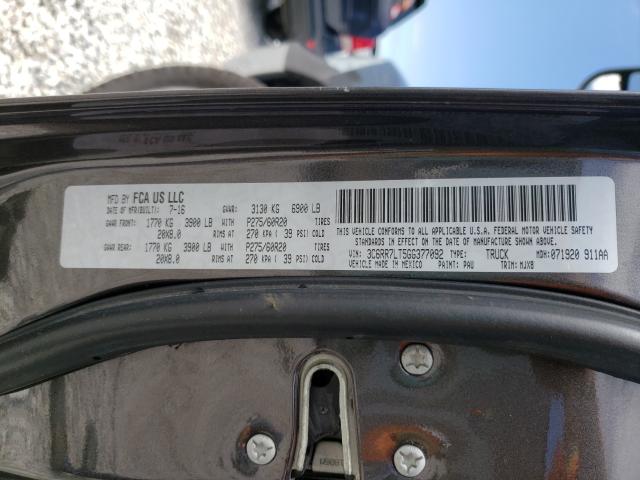 MFD BY FCA US LLC
DATE OF MFR(BUILT): 7-16 GVWR: 3130 KG 6900 LB
GAWR FRONT: 1770 KG 3900 LB WITH P275/60R20 TIRES
20X8.0 RIMS AT 270 KPA ( 39 PSI) COLD
GAWR REAR: 1770 KG 3900 LB WITH P275/60R20 TIRES
20X8.0 RIMS AT 270 KPA ( 39 PSI) COLD
THIS VEHICLE CONFORMS TO ALL APPLICABLE U.S.A. FEDERAL MOTOR VEHICLE SAFETY
STANDARDS IN EFFECT ON THE DATE OF MANUFACTURE SHOWN ABOVE.
VIN: 3C6RR7LT5GG377092 TYPE: TRUCK MDH: 071920 911AA
VEHICLE MADE IN MEXICO PAINT: PAU TRIM: MJX8